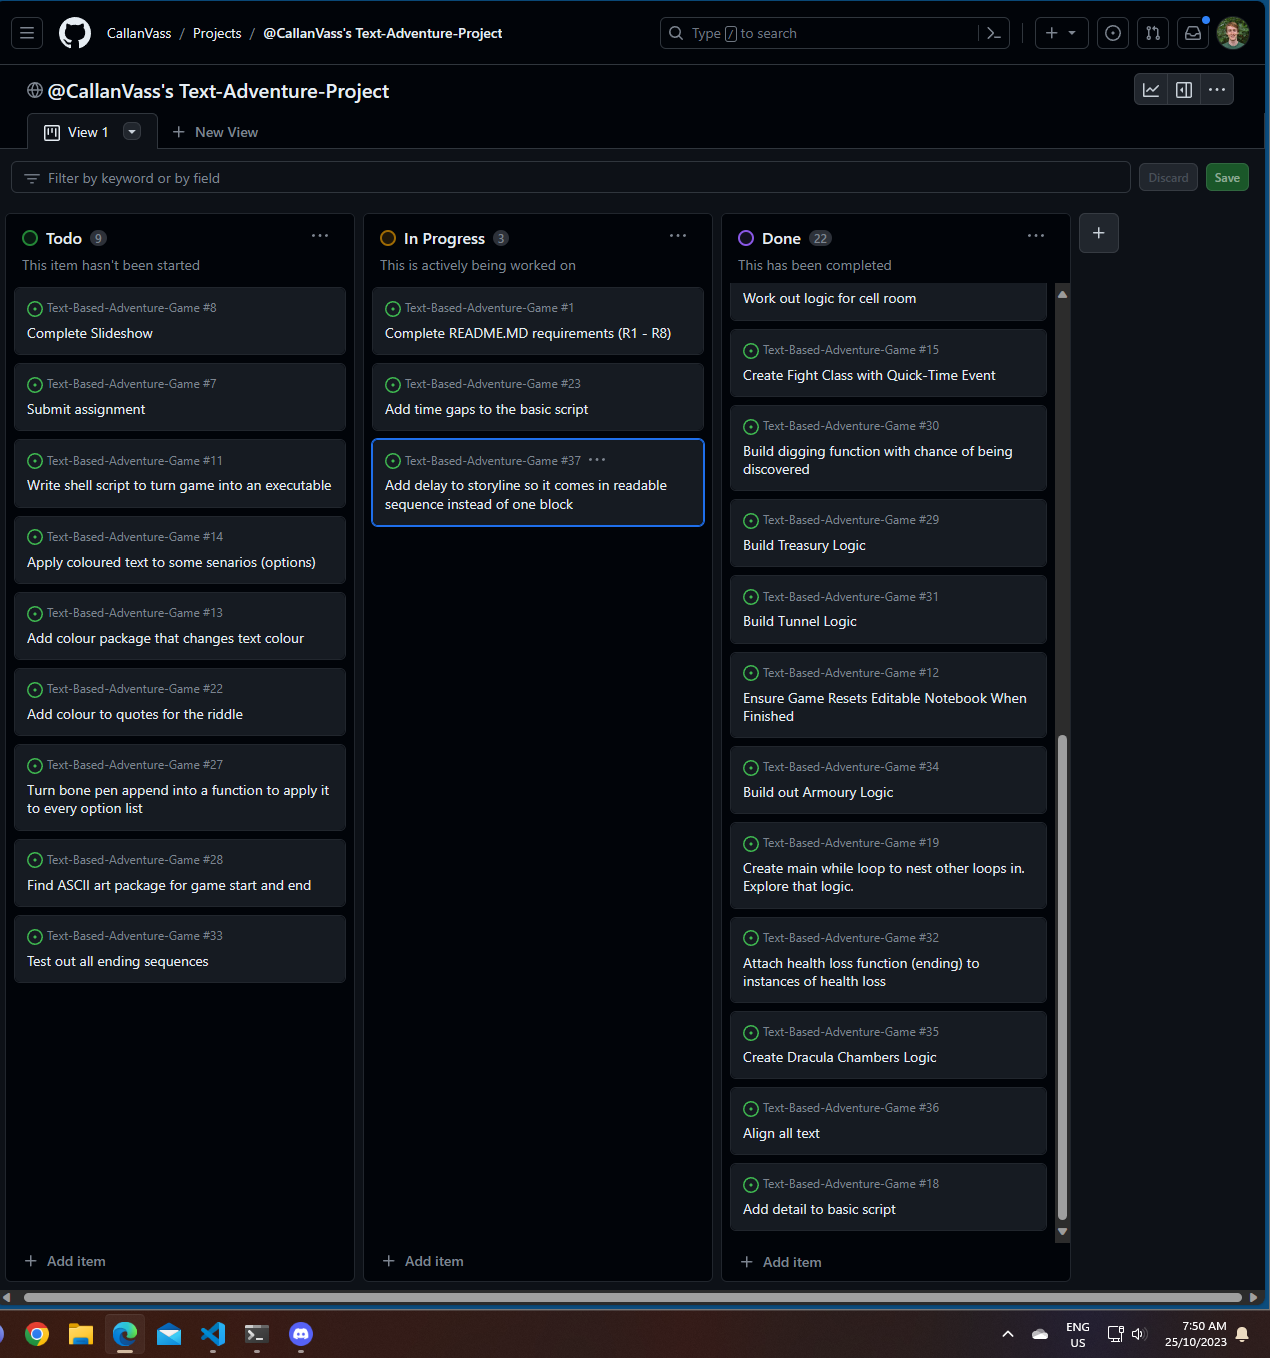 CallanVass / Projects / @CallanVass's Text-Adventure-Project
Type / to search
@CallanVass's Text-Adventure-Project
View 1
New View
Filter by keyword or by field
Discard
Save
Todo 9
This item hasn't been started
Text-Based-Adventure-Game #8
Complete Slideshow
Text-Based-Adventure-Game #7
Submit assignment
Text-Based-Adventure-Game #11
Write shell script to turn game into an executable
Text-Based-Adventure-Game #14
Apply coloured text to some senarios (options)
Text-Based-Adventure-Game #13
Add colour package that changes text colour
Text-Based-Adventure-Game #22
Add colour to quotes for the riddle
Text-Based-Adventure-Game #27
Turn bone pen append into a function to apply it
to every option list
Text-Based-Adventure-Game #28
Find ASCII art package for game start and end
Text-Based-Adventure-Game #33
Test out all ending sequences
Add item
In Progress 3
This is actively being worked on
Text-Based-Adventure-Game #1
Complete README.MD requirements (R1 - R8)
Text-Based-Adventure-Game #23
Add time gaps to the basic script
Text-Based-Adventure-Game #37
Add delay to storyline so it comes in readable
sequence instead of one block
Add item
Done 22
This has been completed
Work out logic for cell room
Text-Based-Adventure-Game #15
Create Fight Class with Quick-Time Event
Text-Based-Adventure-Game #30
Build digging function with chance of being
discovered
Text-Based-Adventure-Game #29
Build Treasury Logic
Text-Based-Adventure-Game #31
Build Tunnel Logic
Text-Based-Adventure-Game #12
Ensure Game Resets Editable Notebook When
Finished
Text-Based-Adventure-Game #34
Build out Armoury Logic
Text-Based-Adventure-Game #19
Create main while loop to nest other loops in.
Explore that logic.
Text-Based-Adventure-Game #32
Attach health loss function (ending) to
instances of health loss
Text-Based-Adventure-Game #35
Create Dracula Chambers Logic
Text-Based-Adventure-Game #36
Align all text
Text-Based-Adventure-Game #18
Add detail to basic script
Add item
ENG
US
7:50 AM
25/10/2023